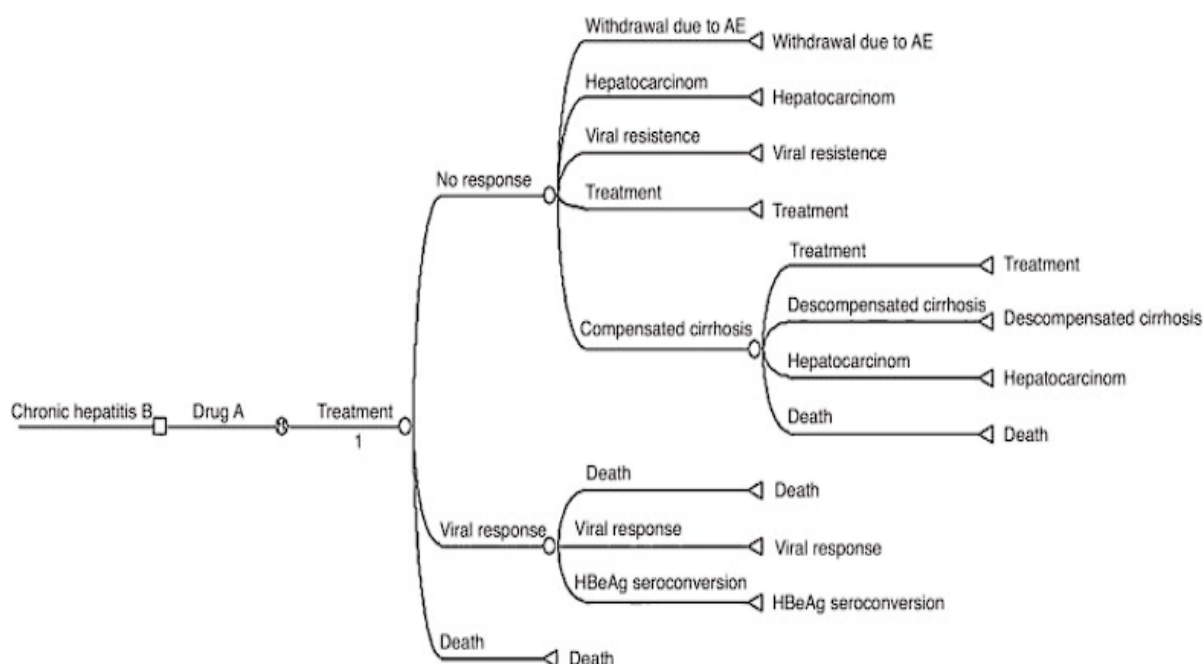 Withdrawal due to AE
Withdrawal due to AE
Hepatocarcinom
Hepatocarcinom
Viral resistence
Viral resistence
No response
Treatment
Treatment
Treatment
Treatment
Descompensated cirrhosis
Descompensated cirrhosis
Compensated cirrhosis
Hepatocarcinom
Hepatocarcinom
Chronic hepatitis B
Drug A
Treatment
1
Death
Death
Death
Death
Viral response
Viral response
Viral response
HBeAg seroconversion
HBeAg seroconversion
Death
Death